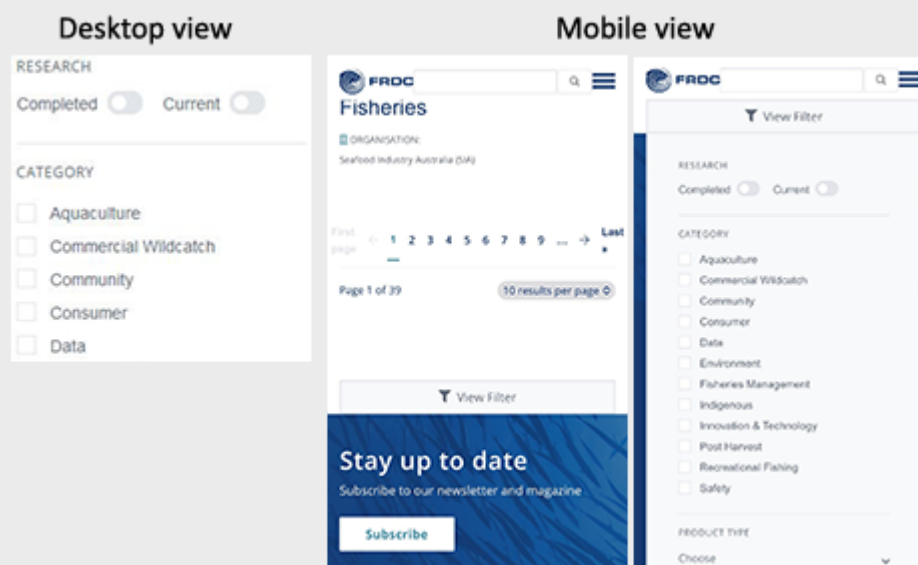 Desktop view
RESEARCH
Completed Current
CATEGORY
Aquaculture
Commercial Wildcatch
Community
Consumer
Data
Mobile view
FRDC
Fisheries
ORGANISATION:
Seafood Industry Australia (SIA)
First page ← 1 2 3 4 5 6 7 8 9 ... → Last »
Page 1 of 39 10 results per page
View Filter
Stay up to date
Subscribe to our newsletter and magazine
Subscribe
FRDC
View Filter
RESEARCH
Completed Current
CATEGORY
Aquaculture
Commercial Wildcatch
Community
Consumer
Data
Environment
Fisheries Management
Indigenous
Innovation & Technology
Post Harvest
Recreational Fishing
Safety
PRODUCT TYPE
Choose